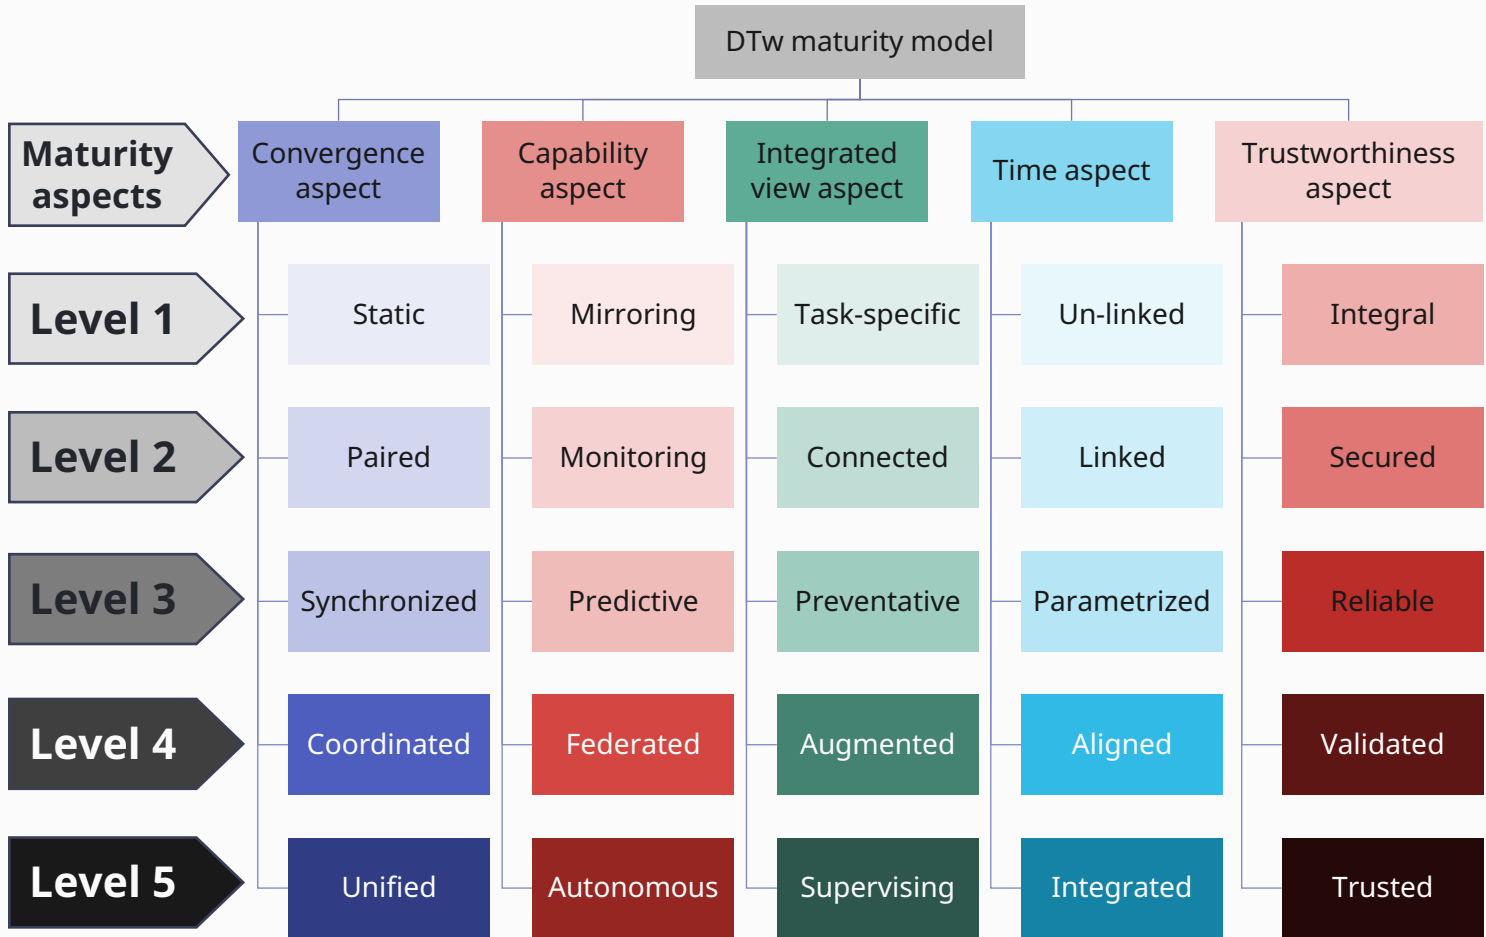 DTw maturity model
Maturity
aspects
Convergence
aspect
Capability
aspect
Integrated
view aspect
Time aspect
Trustworthiness
aspect
Level 1
Static
Mirroring
Task-specific
Un-linked
Integral
Level 2
Paired
Monitoring
Connected
Linked
Secured
Level 3
Synchronized
Predictive
Preventative
Parametrized
Reliable
Level 4
Coordinated
Federated
Augmented
Aligned
Validated
Level 5
Unified
Autonomous
Supervising
Integrated
Trusted